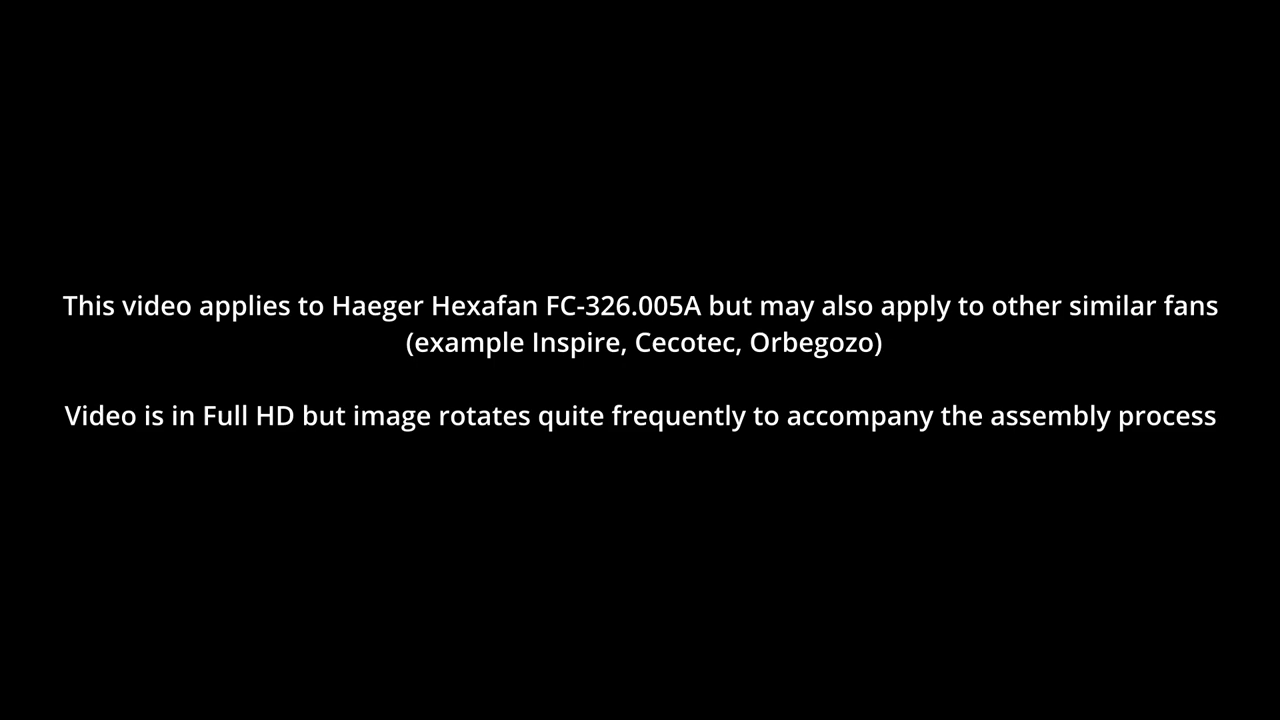 This video applies to Haeger Hexafan FC-326.005A but may also apply to other similar fans
(example Inspire, Cecotec, Orbegozo)
Video is in Full HD but image rotates quite frequently to accompany the assembly process